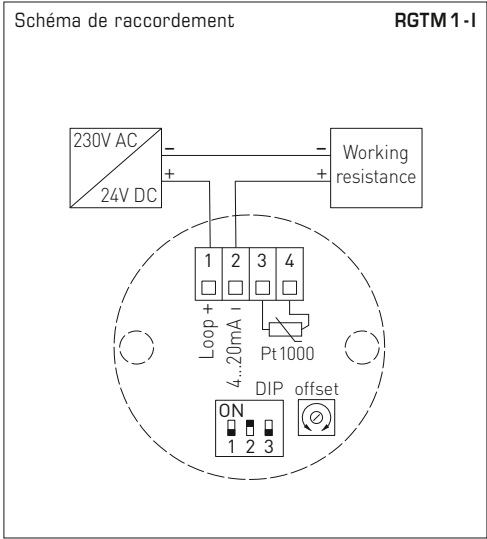 Schéma de raccordement
RGTM 1 - I
230V AC
24V DC
–
+
–
+
Working
resistance
1 2 3 4
Loop +
4...20mA –
Pt1000
DIP offset
ON
1 2 3